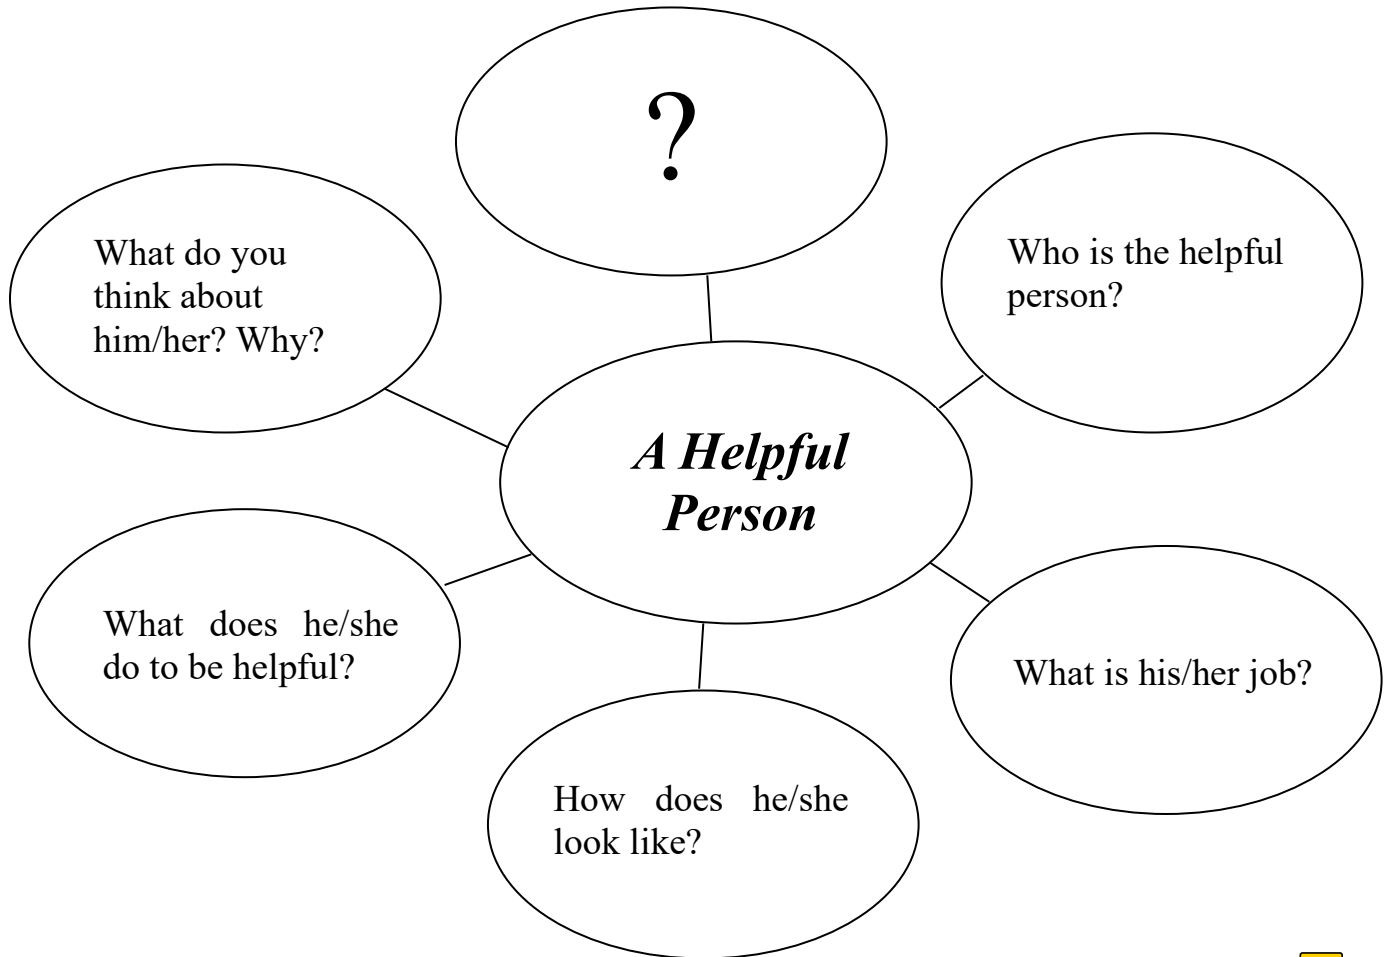 ?
What do you
think about
him/her? Why?
Who is the helpful
person?
A Helpful
Person
What does he/she
do to be helpful?
What is his/her job?
How does he/she
look like?